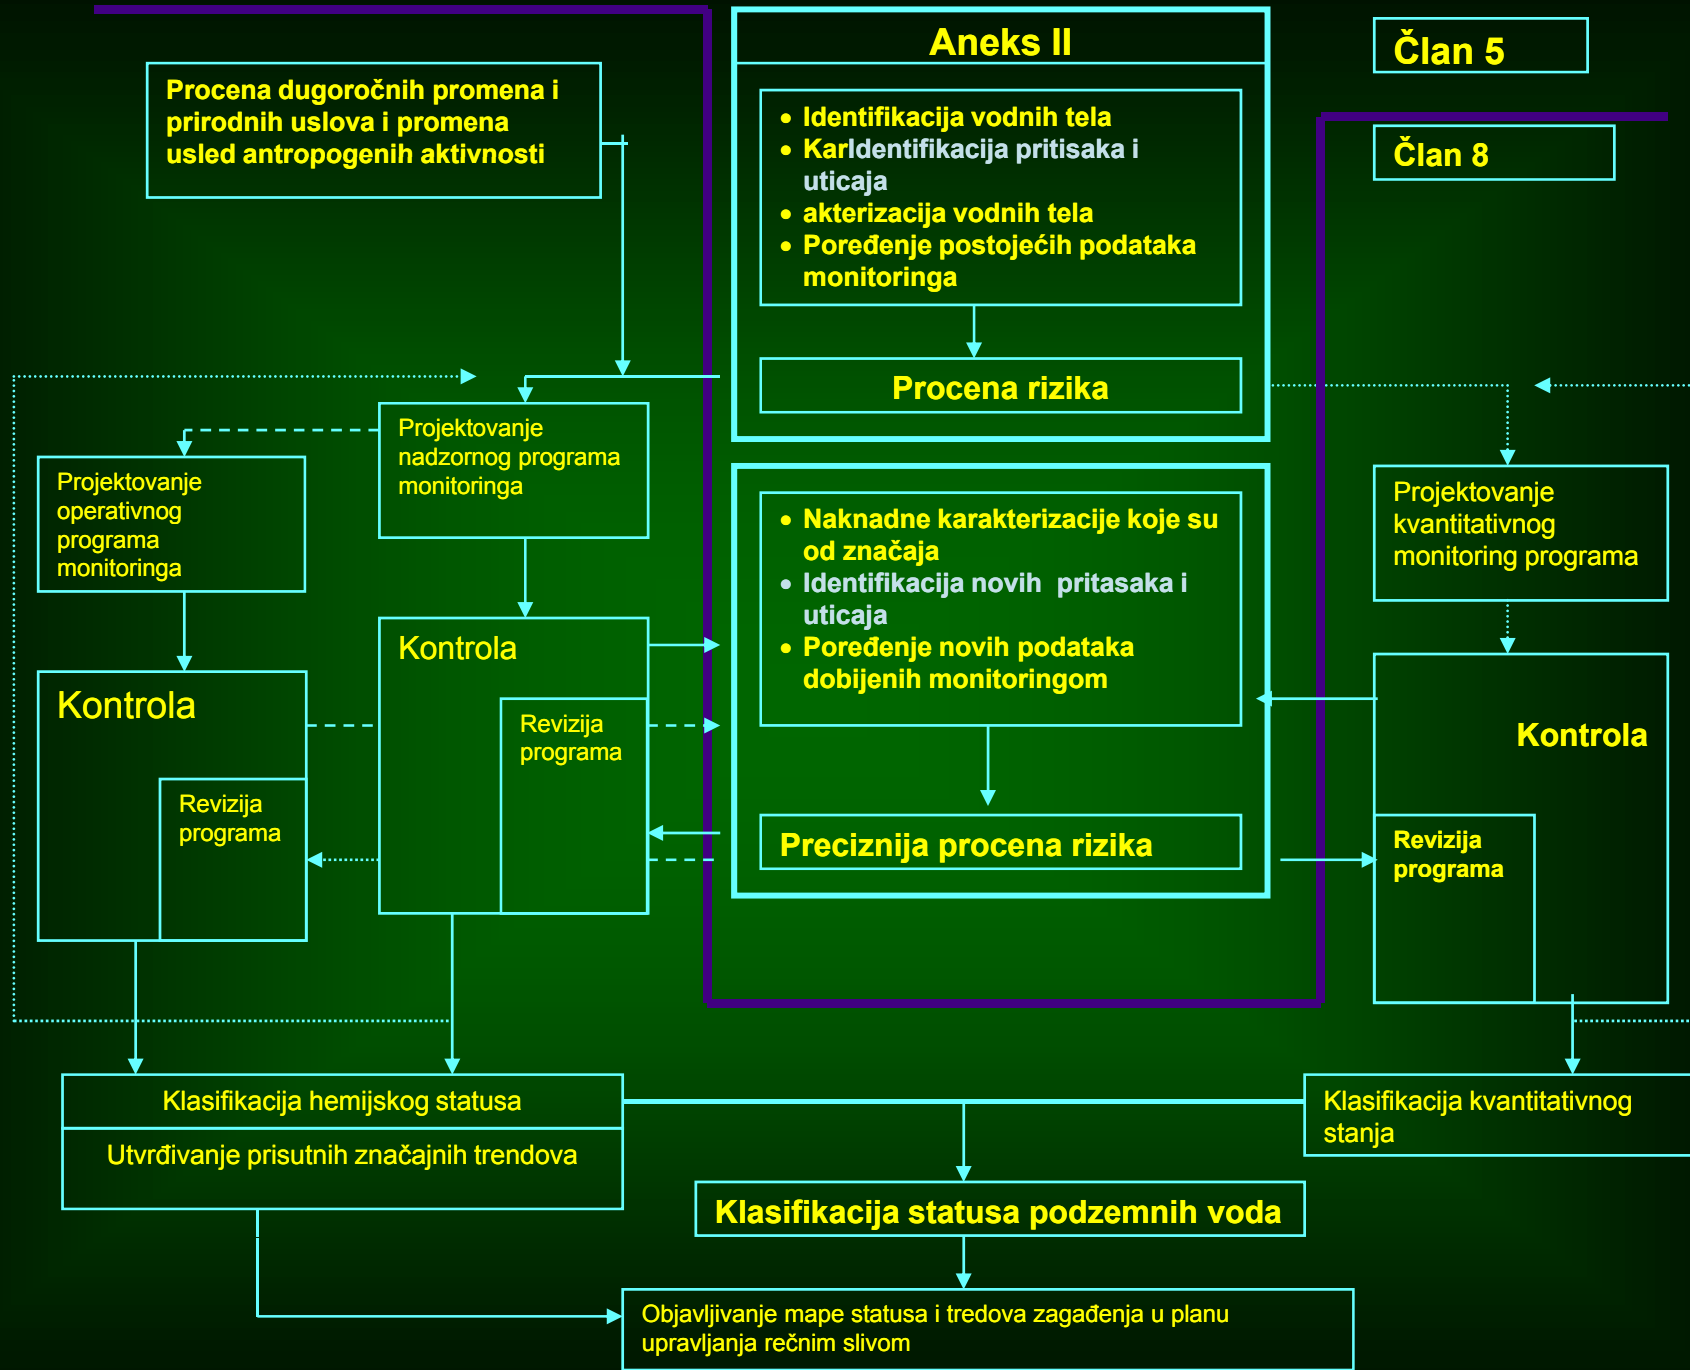 Aneks II
Član 5
Procena dugoročnih promena i
prirodnih uslova i promena
usled antropogenih aktivnosti
• Identifikacija vodnih tela
• KarIdentifikacija pritisaka i
uticaja
• akterizacija vodnih tela
• Poređenje postojećih podataka
monitoringa
Član 8
Procena rizika
Projektovanje
nadzornog programa
monitoringa
Projektovanje
operativnog
programa
monitoringa
• Naknadne karakterizacije koje su
od značaja
• Identifikacija novih  pritasaka i
uticaja
• Poređenje novih podataka
dobijenih monitoringom
Projektovanje
kvantitativnog
monitoring programa
Kontrola
Revizija
programa
Kontrola
Revizija
programa
Preciznija procena rizika
Kontrola
Revizija
programa
Klasifikacija hemijskog statusa
Utvrđivanje prisutnih značajnih trendova
Klasifikacija kvantitativnog
stanja
Klasifikacija statusa podzemnih voda
Objavljivanje mape statusa i tredova zagađenja u planu
upravljanja rečnim slivom